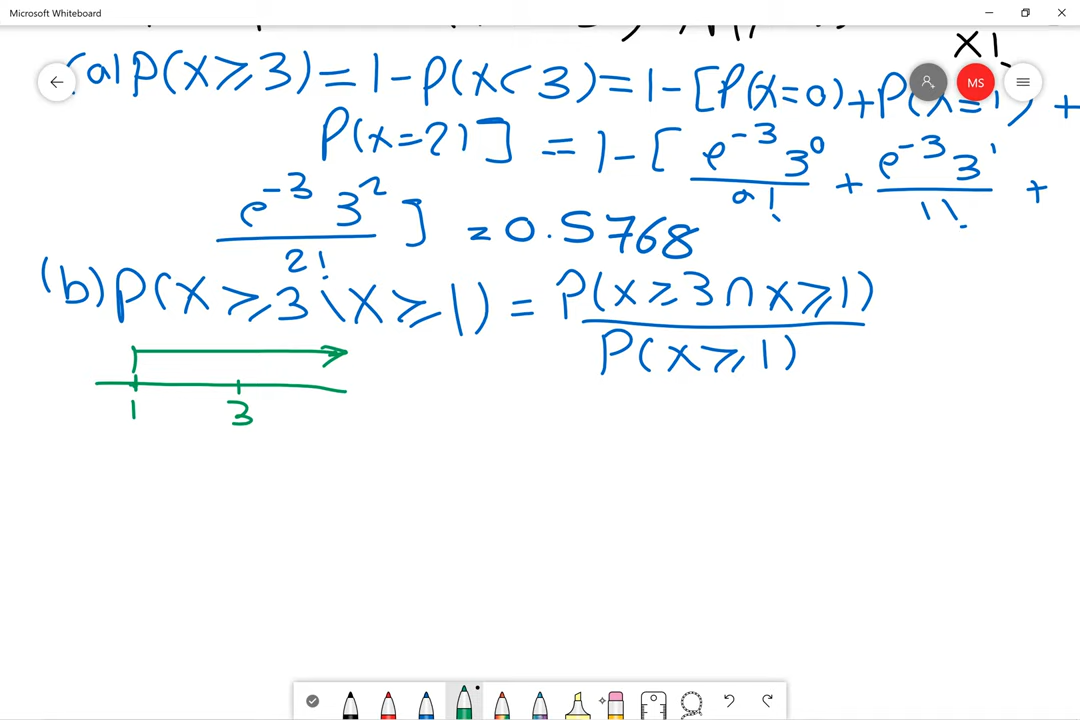 Microsoft Whiteboard
X!
(a) P(X≥3) = 1 - P(X<3) = 1 - [P(X=0) + P(X=1) +
MS
P(X=2)] = 1 - [ e^-3 3^0 / 0! + e^-3 3^1 / 1! +
e^-3 3^2 / 2! ] = 0.5768
(b) P(X≥3 \ X≥1) = P(X≥3 ∩ X≥1) / P(X≥1)
1 3